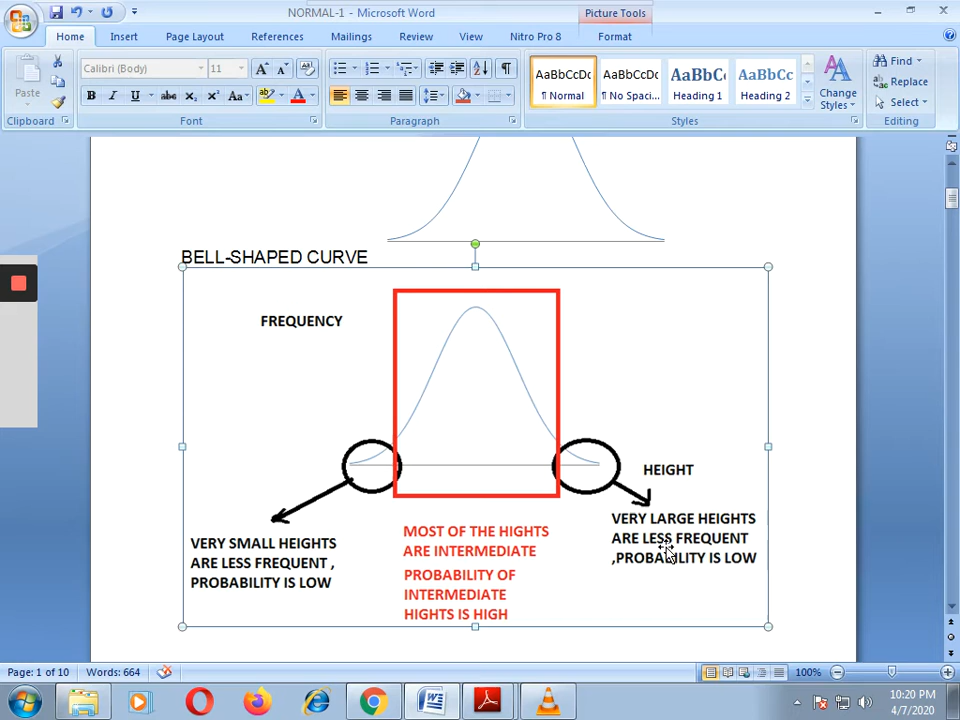 NORMAL-1 - Microsoft Word
Picture Tools
Home
Insert
Page Layout
References
Mailings
Review
View
Nitro Pro 8
Format
Paste
Calibri (Body)
11
B I U abc X₂ X² Aa
AaBbCcDc
AaBbCcDc
AaBbC
AaBbCc
¶ Normal
¶ No Spaci...
Heading 1
Heading 2
Change
Styles
Find
Replace
Select
Clipboard
Font
Paragraph
Styles
Editing
BELL-SHAPED CURVE
FREQUENCY
HEIGHT
VERY SMALL HEIGHTS
ARE LESS FREQUENT ,
PROBABILITY IS LOW
MOST OF THE HIGHTS
ARE INTERMEDIATE
PROBABILITY OF
INTERMEDIATE
HIGHTS IS HIGH
VERY LARGE HEIGHTS
ARE LESS FREQUENT
,PROBABILITY IS LOW
Page: 1 of 10
Words: 664
100%
10:20 PM
4/7/2020